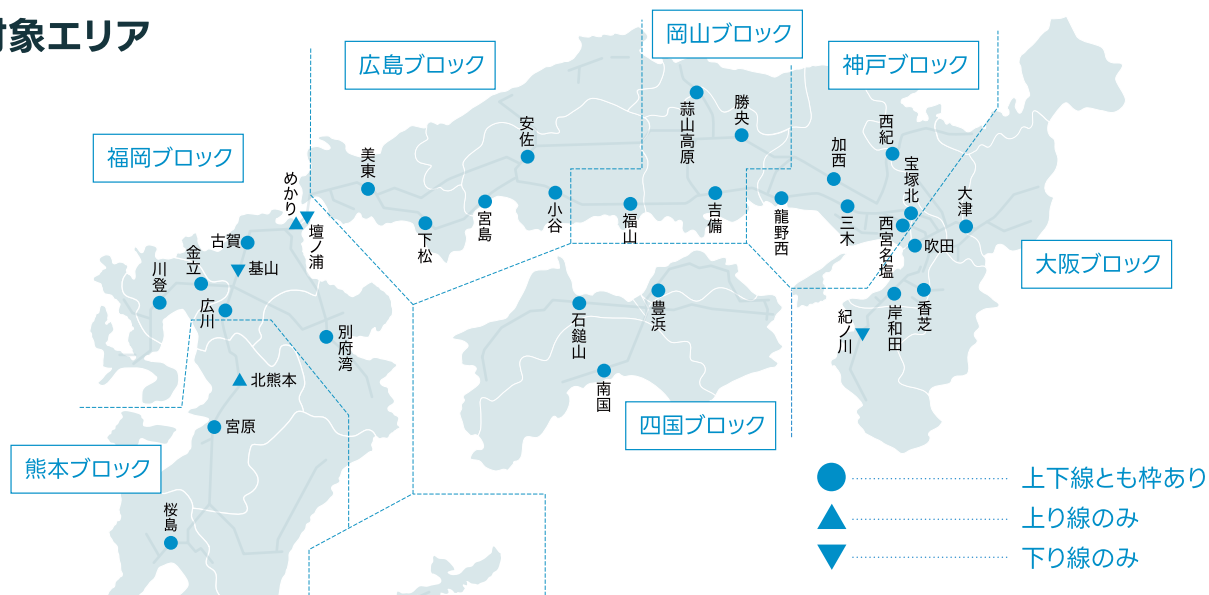 象エリア
岡山ブロック
広島ブロック
神戸ブロック
福岡ブロック
大阪ブロック
四国ブロック
熊本ブロック
美東
下松
宮島
安佐
小谷
福山
蒜山高原
勝央
吉備
龍野西
加西
三木
西紀
宝塚北
西宮名塩
吹田
大津
香芝
岸和田
紀ノ川
めかり
壇ノ浦
古賀
基山
金立
川登
広川
別府湾
北熊本
宮原
桜島
石鎚山
豊浜
南国
上下線とも枠あり
上り線のみ
下り線のみ